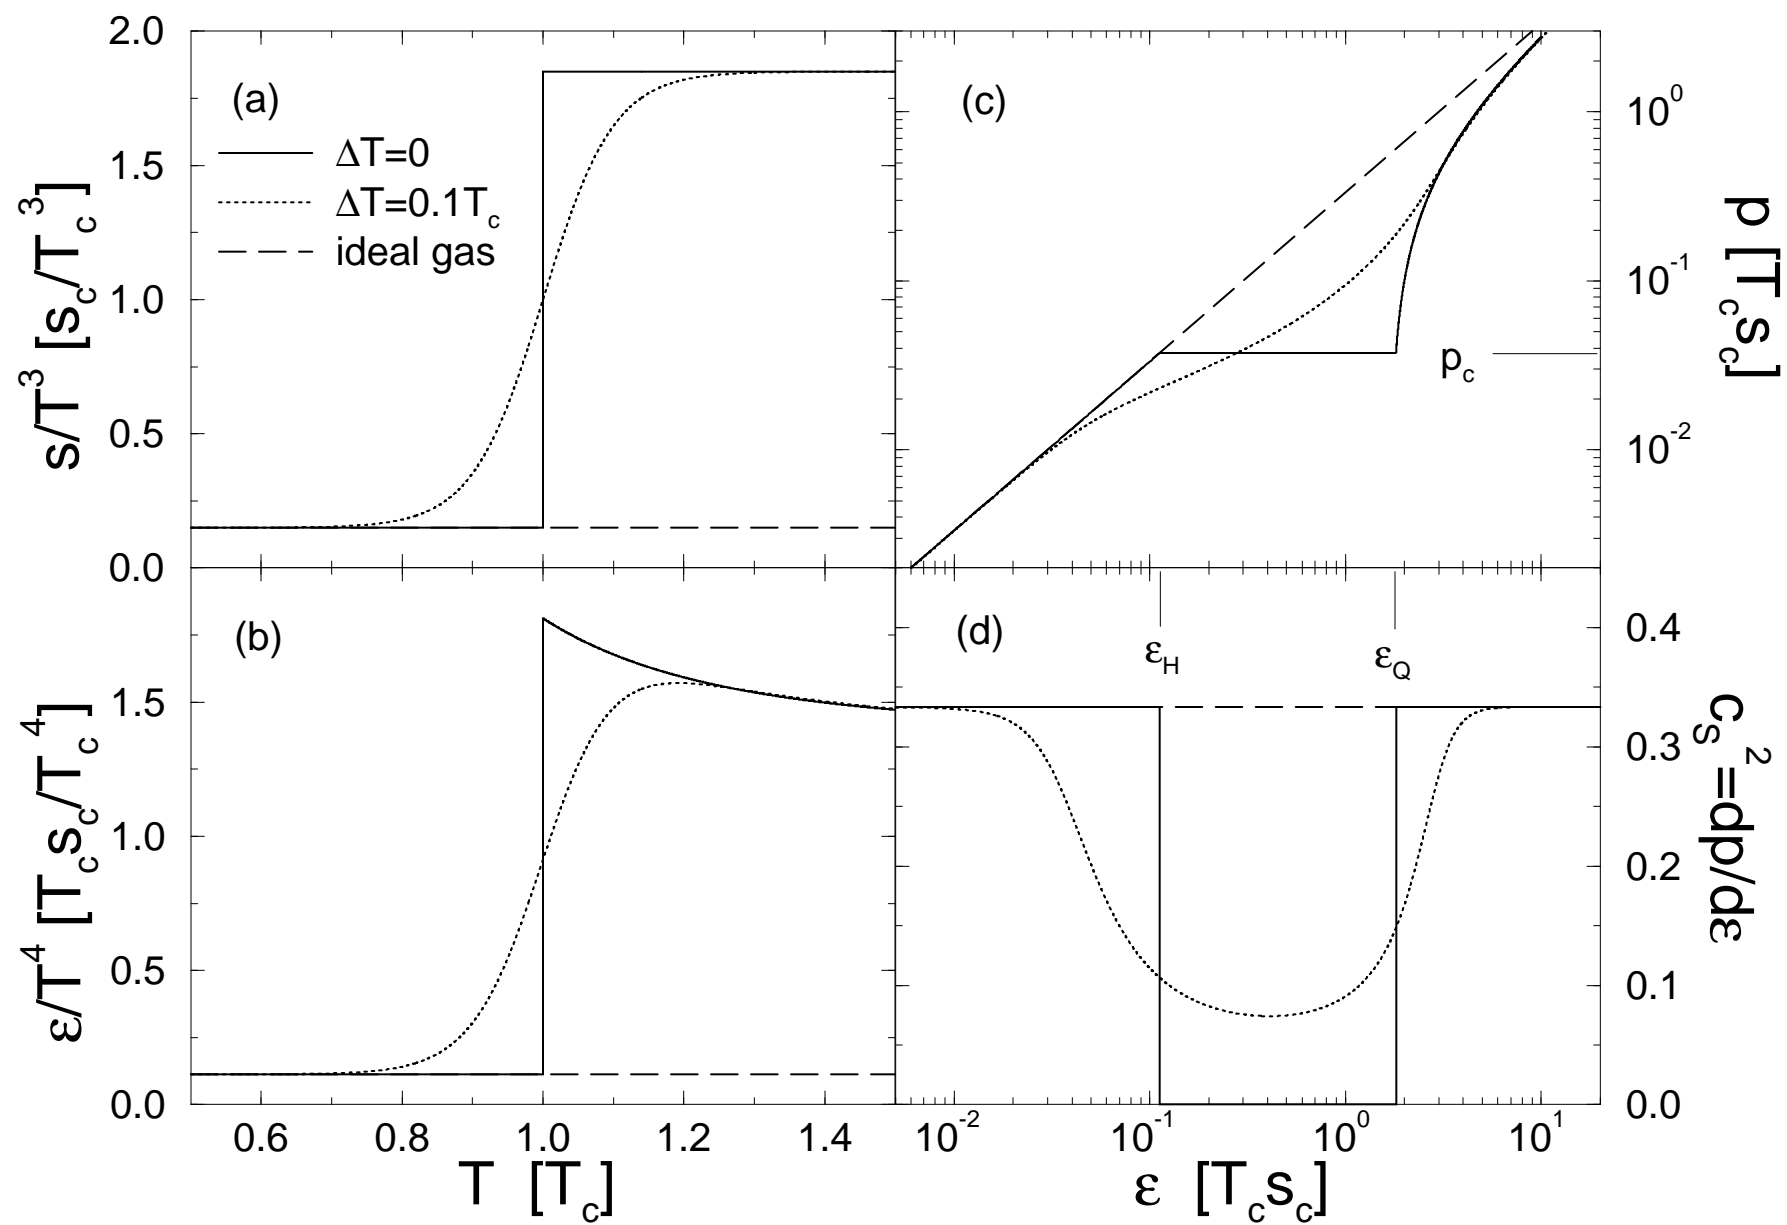 (a)
ΔT=0
ΔT=0.1T_c
ideal gas
s/T^3 [s_c/T_c^3]
2.0
1.5
1.0
0.5
0.0
(c)
p_c
p [T_c s_c]
10^0
10^-1
10^-2
(b)
ε/T^4 [T_c s_c/T_c^4]
1.5
1.0
0.5
0.0
0.6 0.8 1.0 1.2 1.4
T [T_c]
(d)
ε_H
ε_Q
c_S^2=dp/dε
0.4
0.3
0.2
0.1
0.0
10^-2 10^-1 10^0 10^1
ε [T_c s_c]